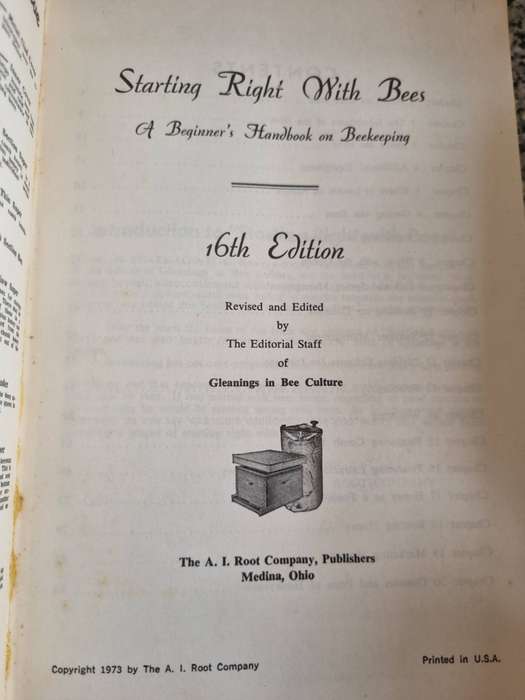 Starting Right With Bees
A Beginner's Handbook on Beekeeping
16th Edition
Revised and Edited
by
The Editorial Staff
of
Gleanings in Bee Culture
The A. I. Root Company, Publishers
Medina, Ohio
Copyright 1973 by The A. I. Root Company
Printed in U.S.A.